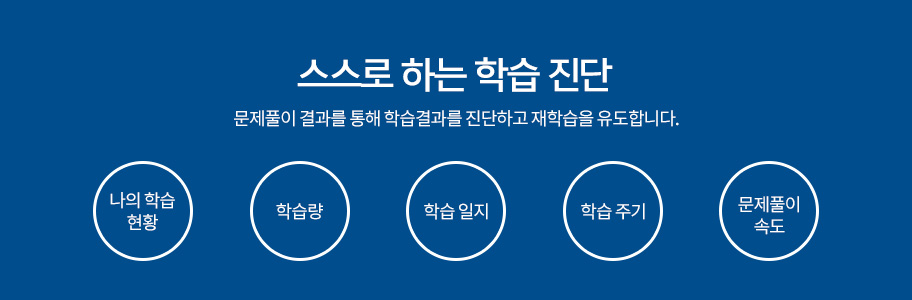 스스로 하는 학습 진단
문제풀이 결과를 통해 학습결과를 진단하고 재학습을 유도합니다.
나의 학습
현황
학습량
학습 일지
학습 주기
문제풀이
속도